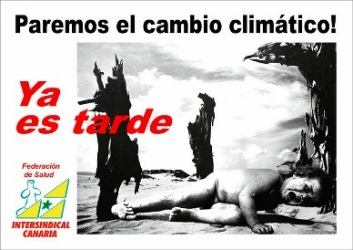 Paremos el cambio climático!
Ya
es tarde
Federación
de Salud
INTERSINDICAL
CANARIA